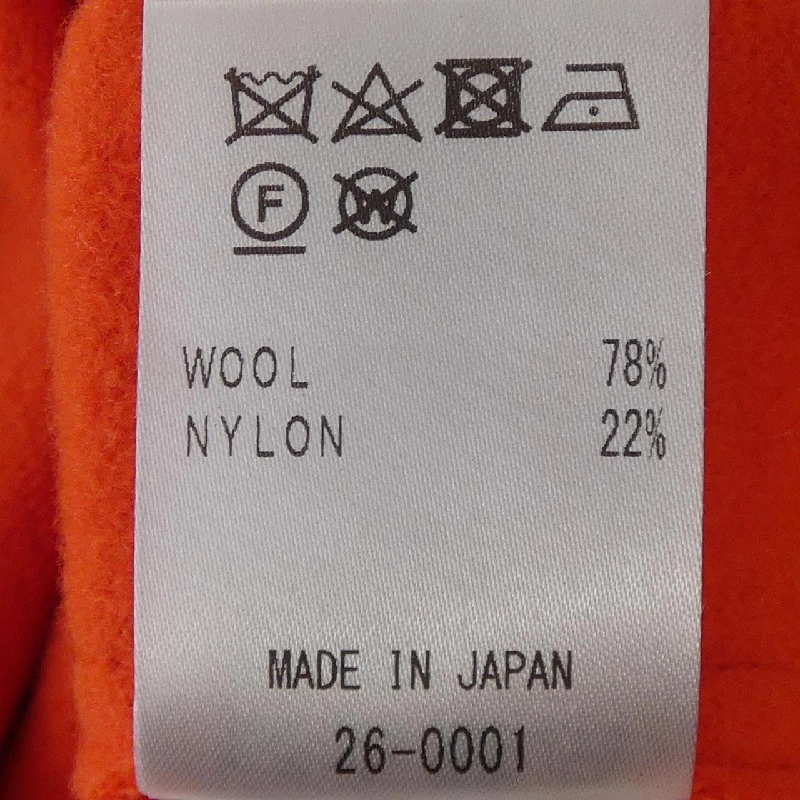 F W
WOOL 78%
NYLON 22%
MADE IN JAPAN
26-0001